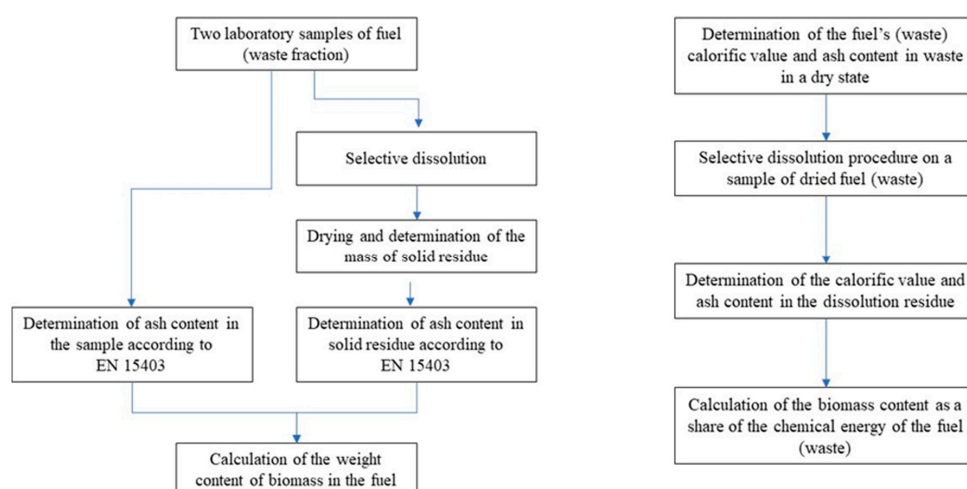 Two laboratory samples of fuel
(waste fraction)
Selective dissolution
Drying and determination of the
mass of solid residue
Determination of ash content in
the sample according to
EN 15403
Determination of ash content in
solid residue according to
EN 15403
Calculation of the weight
content of biomass in the fuel
Determination of the fuel’s (waste)
calorific value and ash content in waste
in a dry state
Selective dissolution procedure on a
sample of dried fuel (waste)
Determination of the calorific value and
ash content in the dissolution residue
Calculation of the biomass content as a
share of the chemical energy of the fuel
(waste)